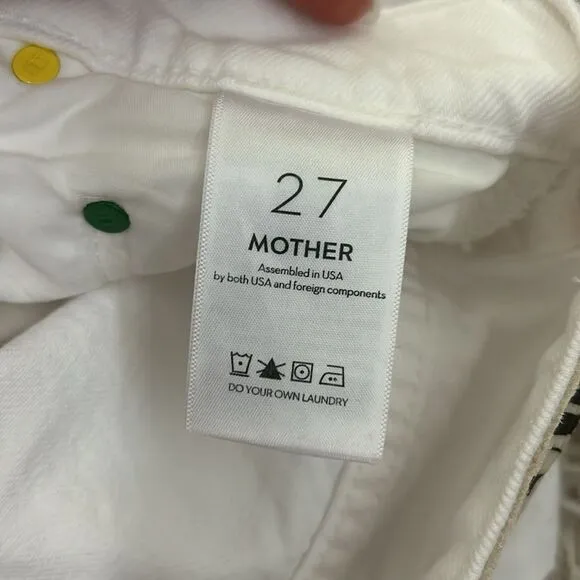 27
MOTHER
Assembled in USA
by both USA and foreign components
DO YOUR OWN LAUNDRY